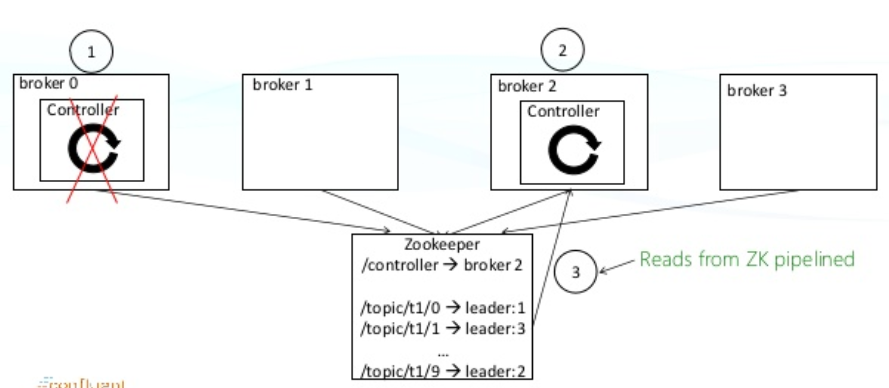 1
2
broker 0
broker 1
broker 2
broker 3
Controller
Controller
Zookeeper
/controller → broker 2
3
Reads from ZK pipelined
/topic/t1/0 → leader:1
/topic/t1/1 → leader:3
...
/topic/t1/9 → leader:2